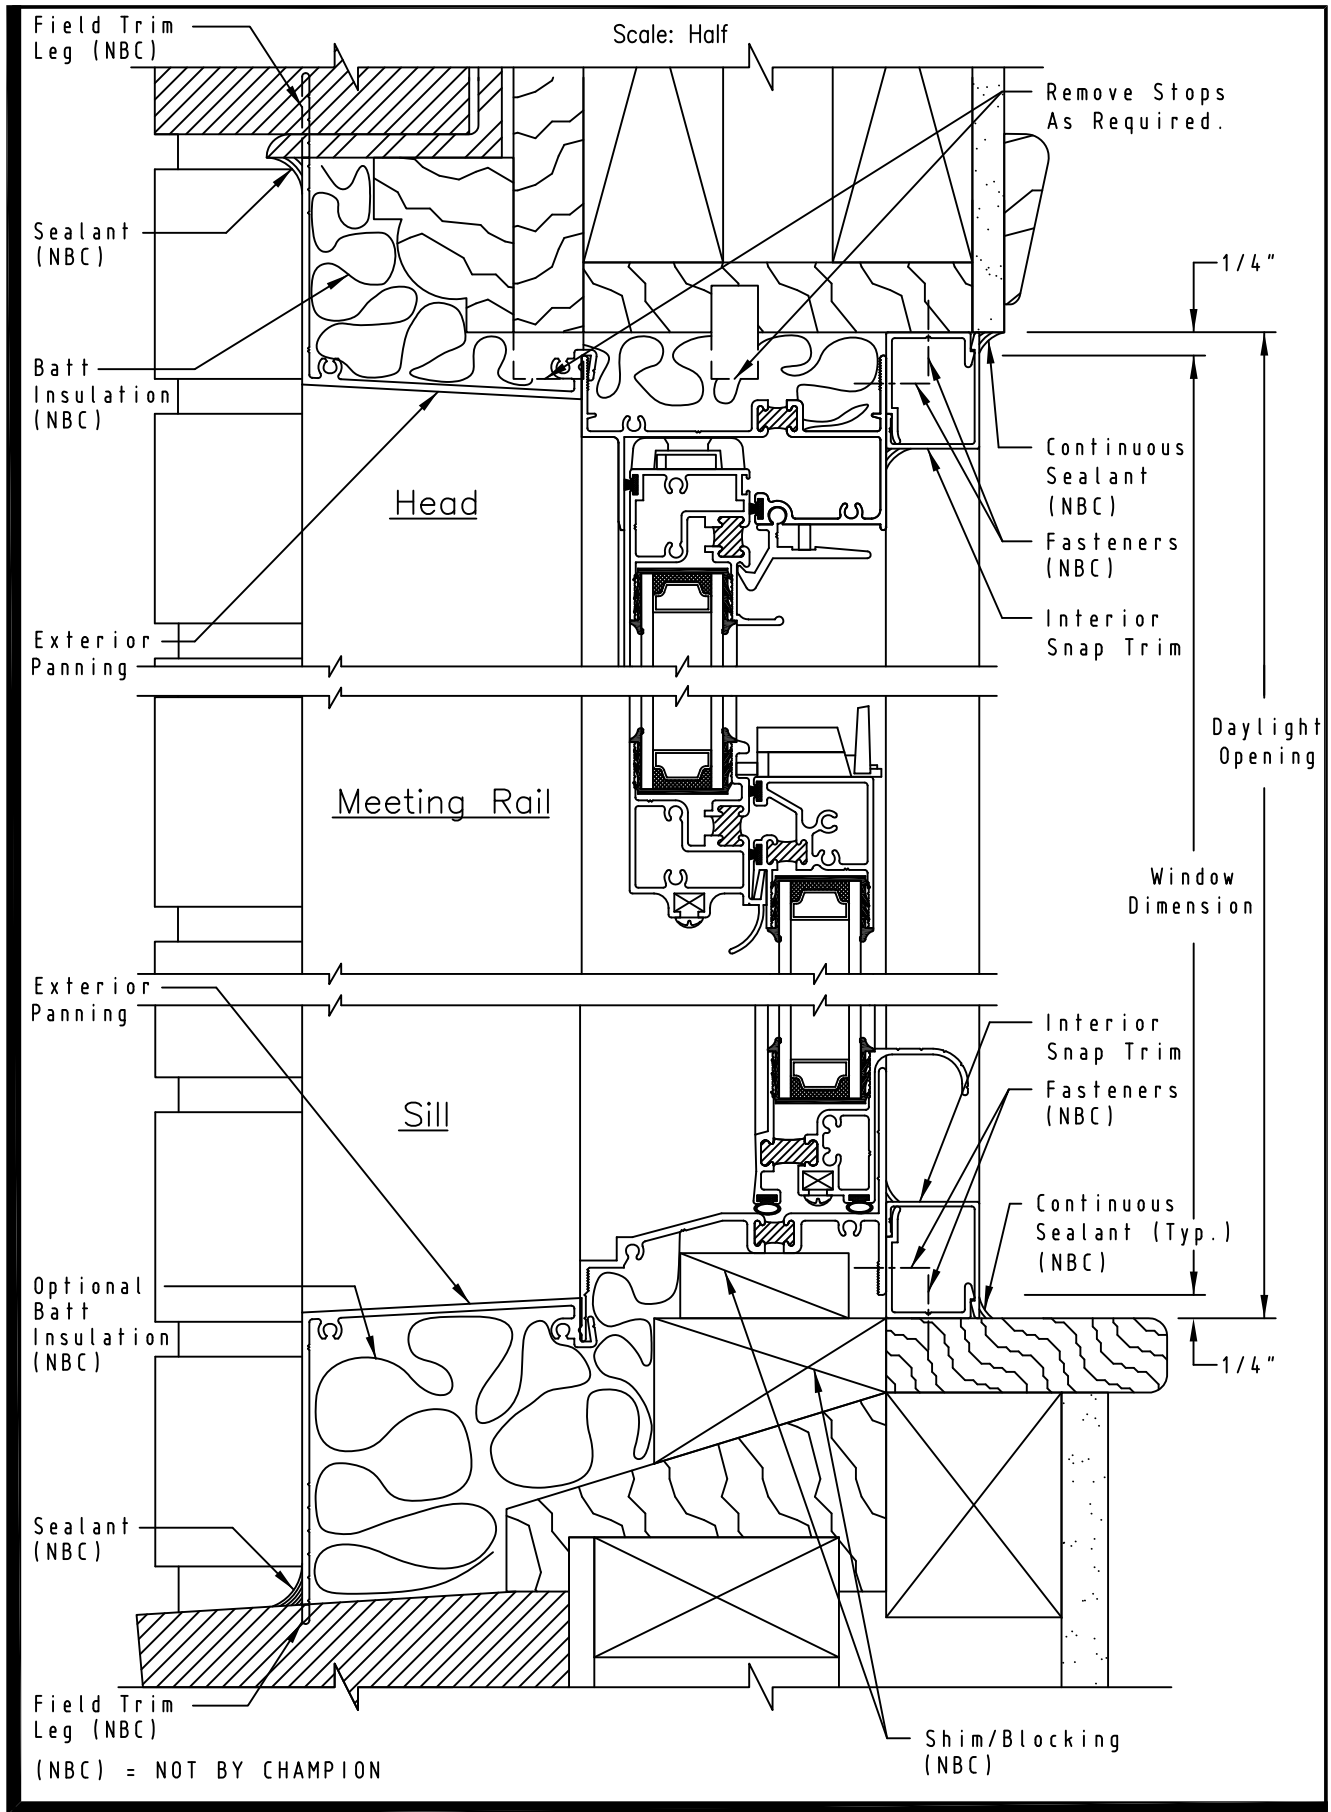 Scale: Half
Field Trim
Leg (NBC)
Remove Stops
As Required.
Sealant
(NBC)
1/4"
Batt
Insulation
(NBC)
Continuous
Sealant
(NBC)
Head
Fasteners
(NBC)
Interior
Snap Trim
Exterior
Panning
Daylight
Opening
Meeting Rail
Window
Dimension
Exterior
Panning
Interior
Snap Trim
Fasteners
(NBC)
Sill
Continuous
Sealant (Typ.)
(NBC)
Optional
Batt
Insulation
(NBC)
1/4"
Sealant
(NBC)
Field Trim
Leg (NBC)
Shim/Blocking
(NBC)
(NBC) = NOT BY CHAMPION